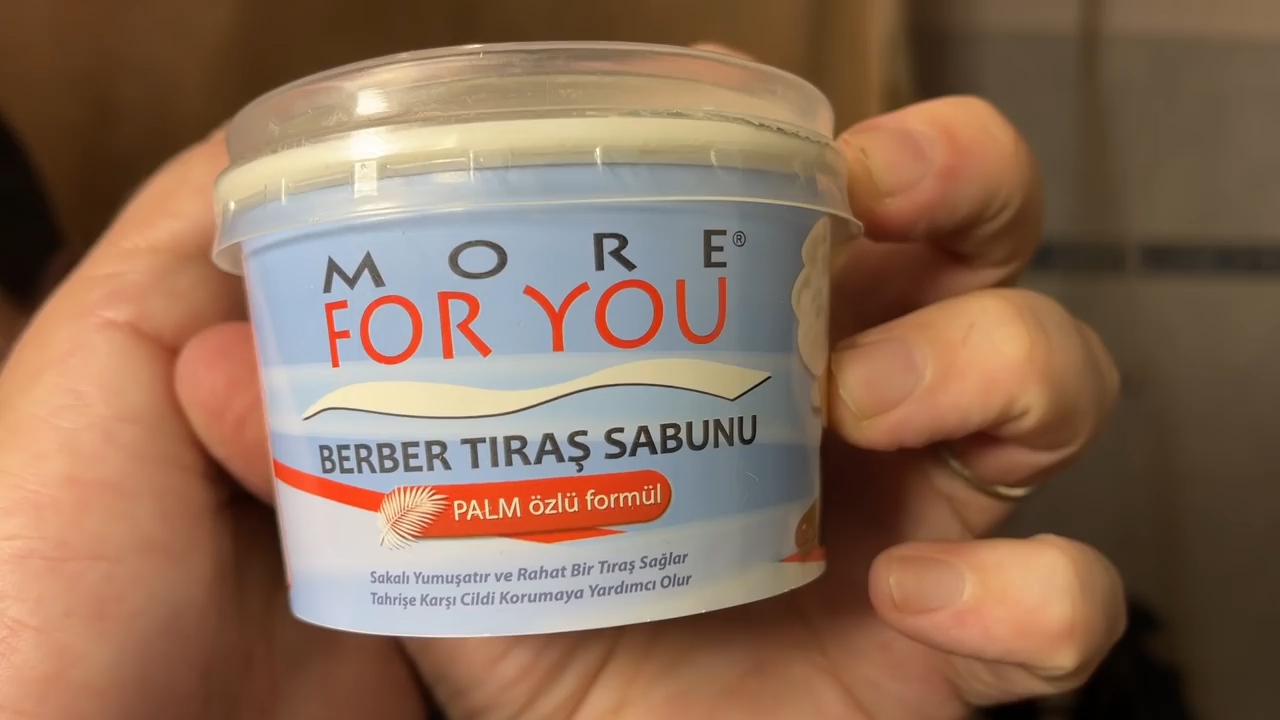 MORE®
FOR YOU
BERBER TIRAŞ SABUNU
PALM özlü formül
Sakalı Yumuşatır ve Rahat Bir Tıraş Sağlar
Tahrişe Karşı Cildi Korumaya Yardımcı Olur